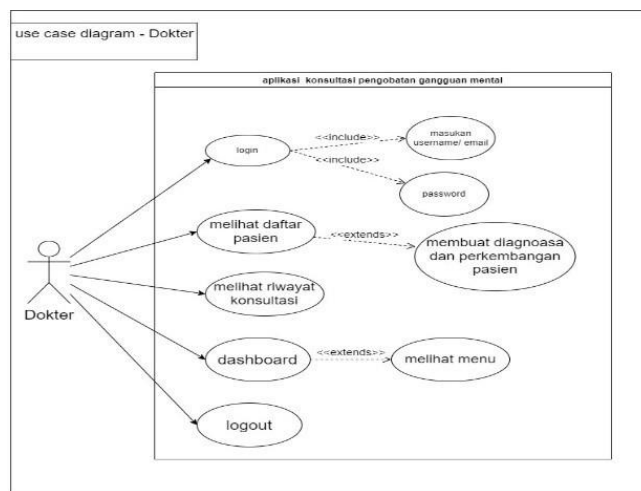 use case diagram - Dokter
aplikasi konsultasi pengobatan gangguan mental
login
<<include>>
masukan
username/ email
<<include>>
password
melihat daftar
pasien
<<extends>>
membuat diagnoasa
dan perkembangan
pasien
melihat riwayat
konsultasi
Dokter
dashboard
<<extends>>
melihat menu
logout